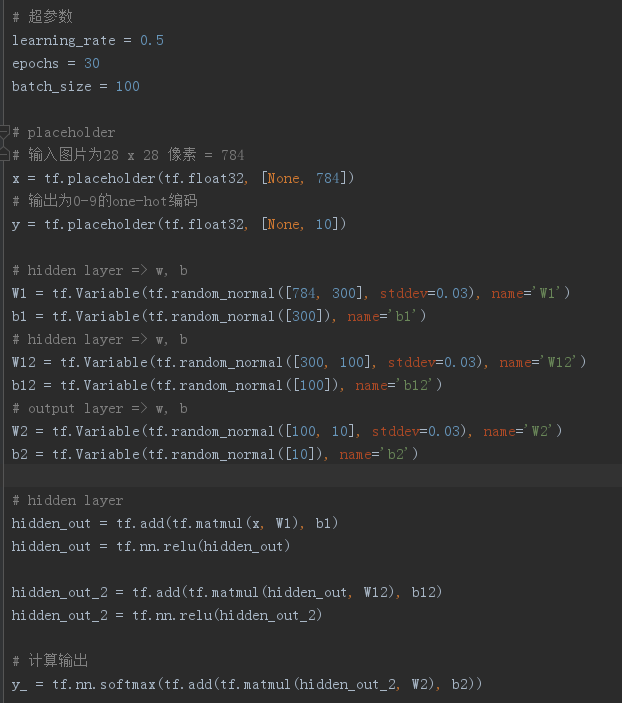 # 超参数
learning_rate = 0.5
epochs = 30
batch_size = 100
# placeholder
# 输入图片为28 x 28 像素 = 784
x = tf.placeholder(tf.float32, [None, 784])
# 输出为0-9的one-hot编码
y = tf.placeholder(tf.float32, [None, 10])
# hidden layer => w, b
W1 = tf.Variable(tf.random_normal([784, 300], stddev=0.03), name='W1')
b1 = tf.Variable(tf.random_normal([300]), name='b1')
# hidden layer => w, b
W12 = tf.Variable(tf.random_normal([300, 100], stddev=0.03), name='W12')
b12 = tf.Variable(tf.random_normal([100]), name='b12')
# output layer => w, b
W2 = tf.Variable(tf.random_normal([100, 10], stddev=0.03), name='W2')
b2 = tf.Variable(tf.random_normal([10]), name='b2')
# hidden layer
hidden_out = tf.add(tf.matmul(x, W1), b1)
hidden_out = tf.nn.relu(hidden_out)
hidden_out_2 = tf.add(tf.matmul(hidden_out, W12), b12)
hidden_out_2 = tf.nn.relu(hidden_out_2)
# 计算输出
y_ = tf.nn.softmax(tf.add(tf.matmul(hidden_out_2, W2), b2))